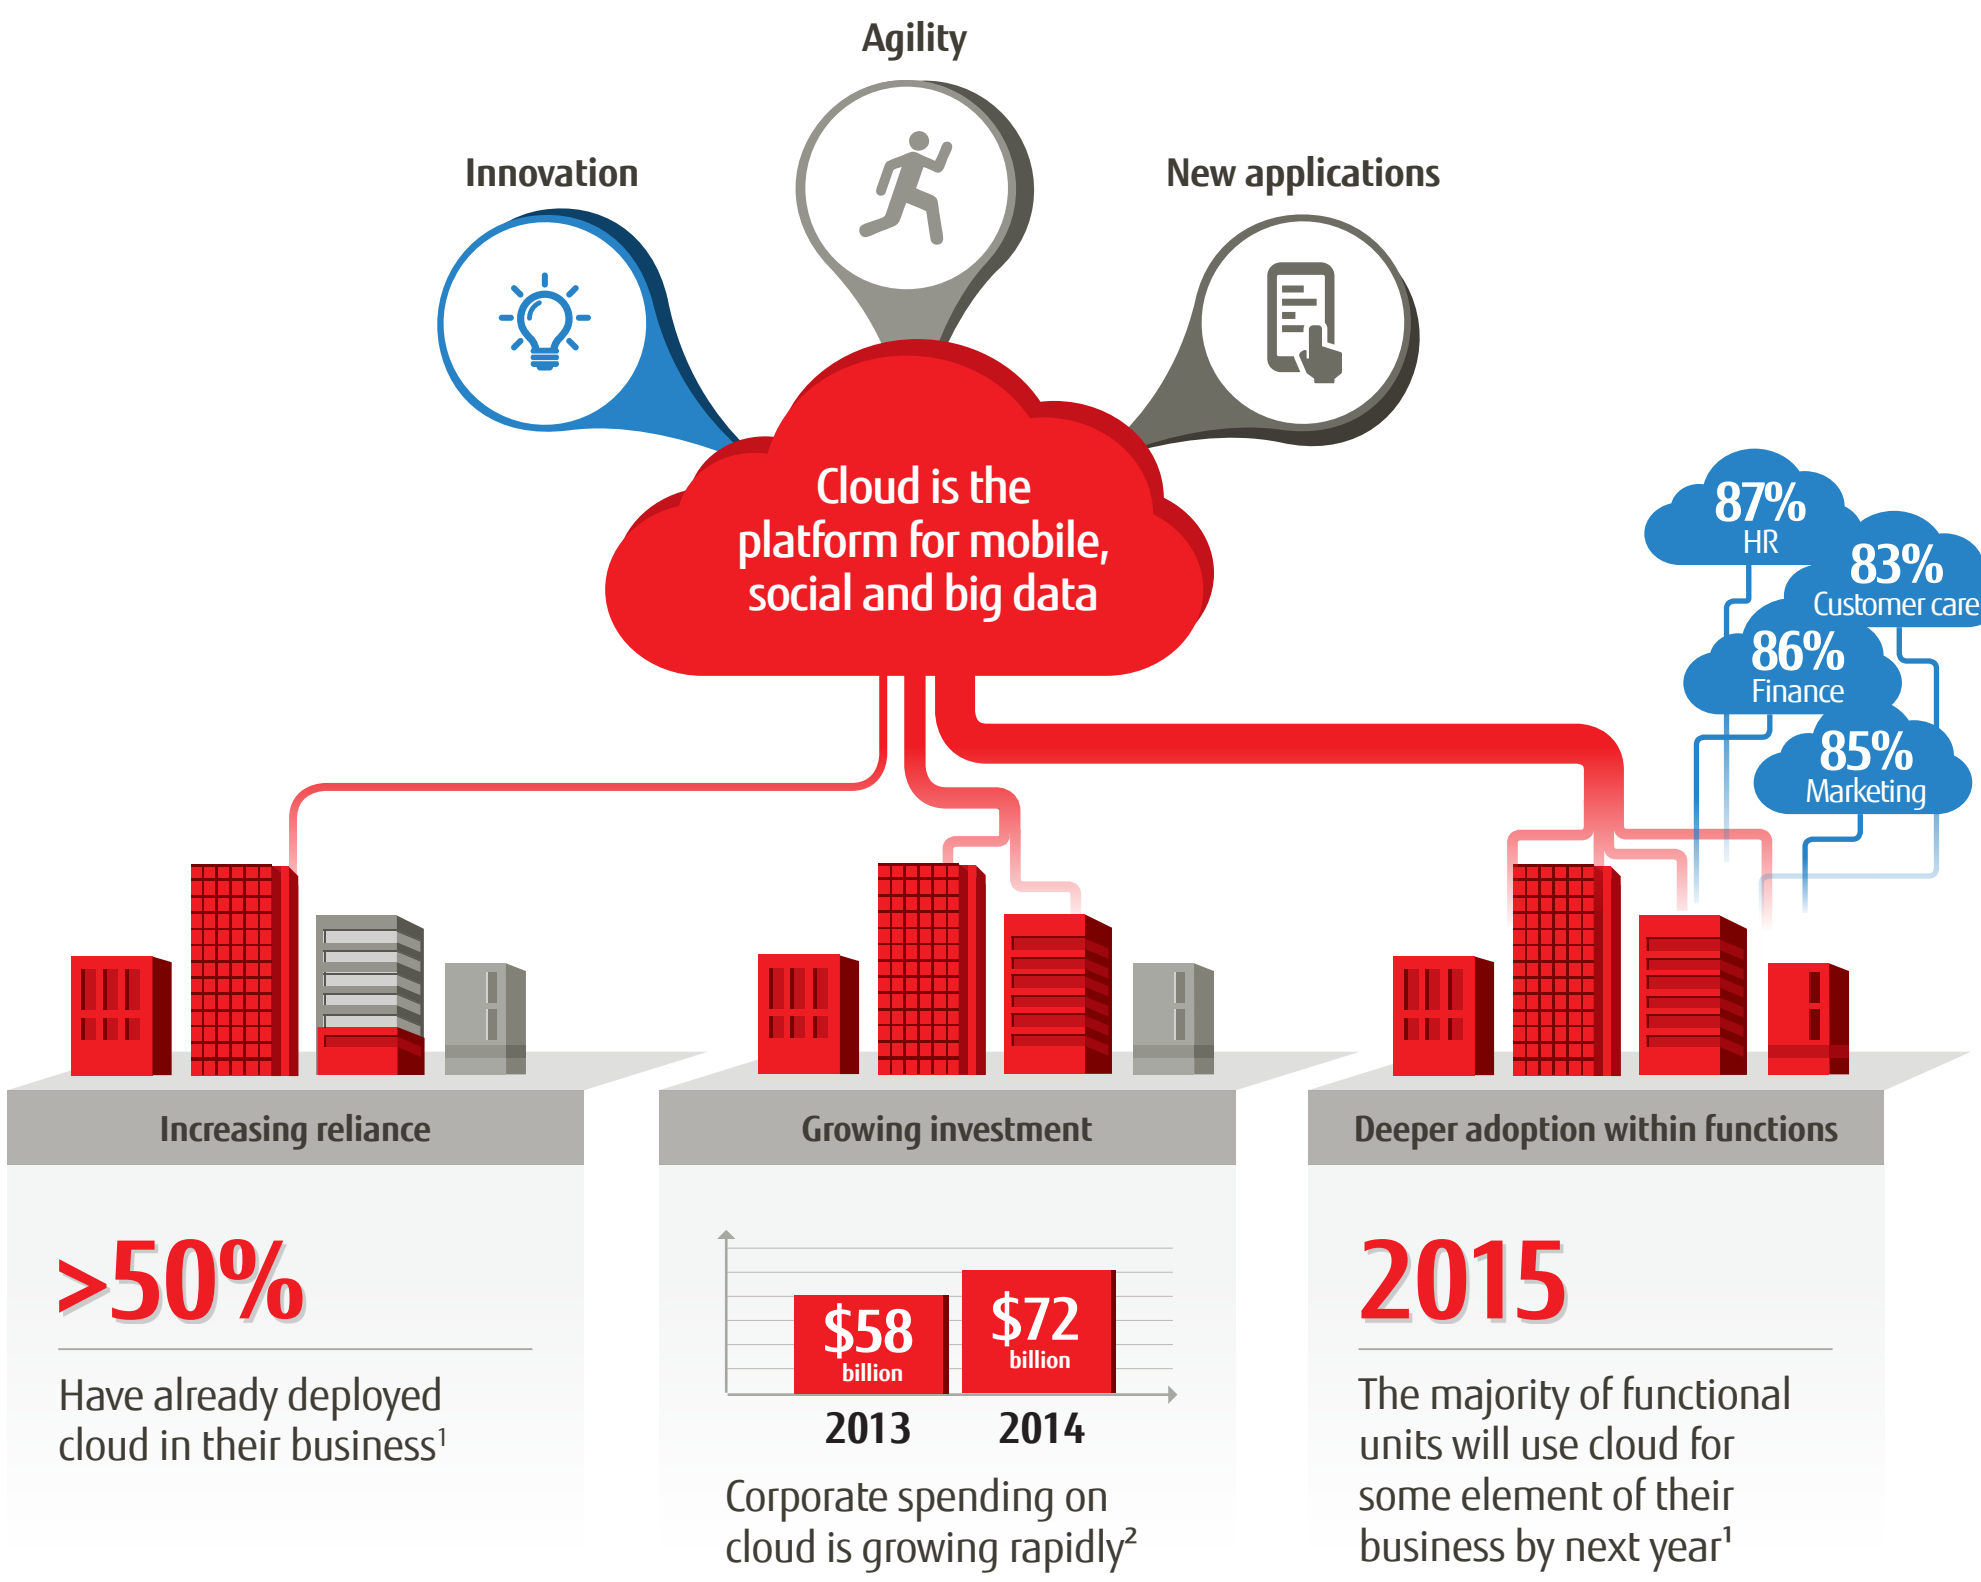 Agility
Innovation
New applications
Cloud is the
platform for mobile,
social and big data
87%
HR
83%
Customer care
86%
Finance
85%
Marketing
Increasing reliance
>50%
Have already deployed
cloud in their business¹
Growing investment
$58
billion
$72
billion
2013
2014
Corporate spending on
cloud is growing rapidly²
Deeper adoption within functions
2015
The majority of functional
units will use cloud for
some element of their
business by next year¹